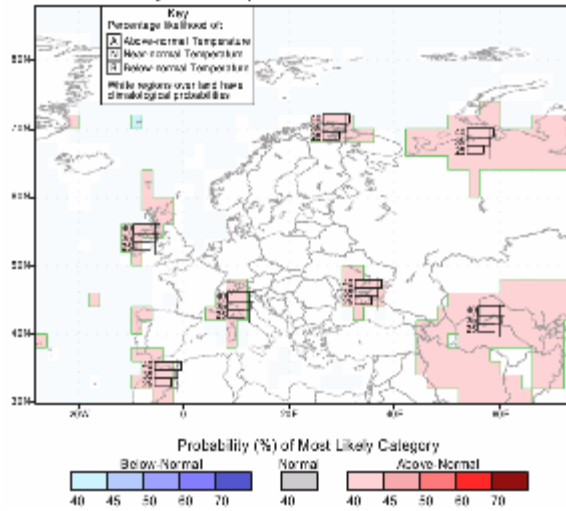 Key
Percentage likelihood of:
A Above-normal Temperature
N Near-normal Temperature
B Below-normal Temperature
White regions over land have
climatological probabilities
80N
70N
60N
50N
40N
30N
20W 0 20E 40E 60E
Probability (%) of Most Likely Category
Below-Normal Normal Above-Normal
40 45 50 60 70 40 40 45 50 60 70